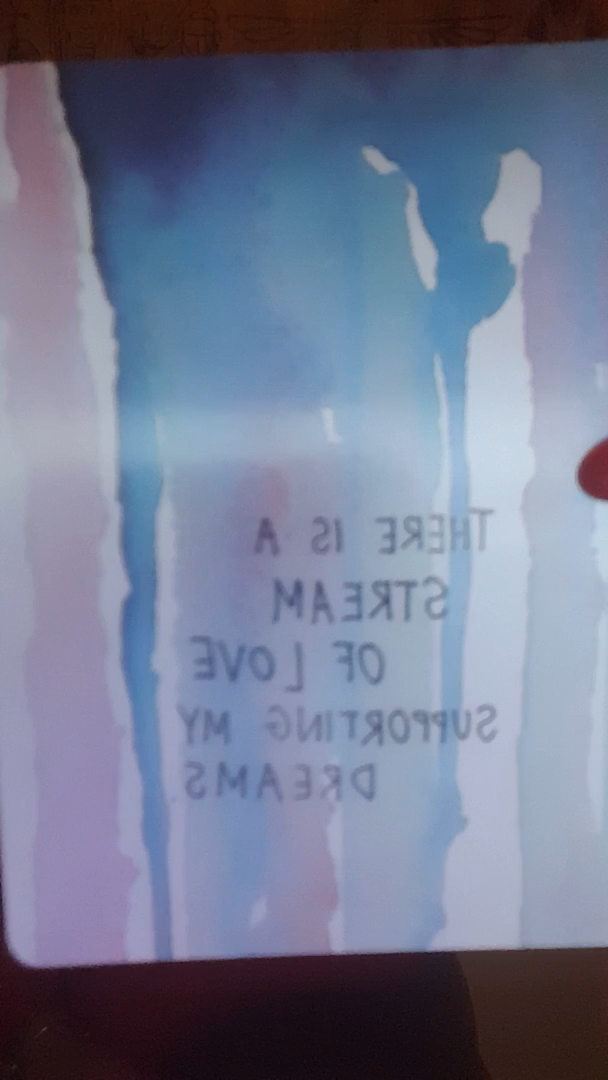 THERE IS A
STREAM
OF LOVE
SUPPORTING MY
DREAMS